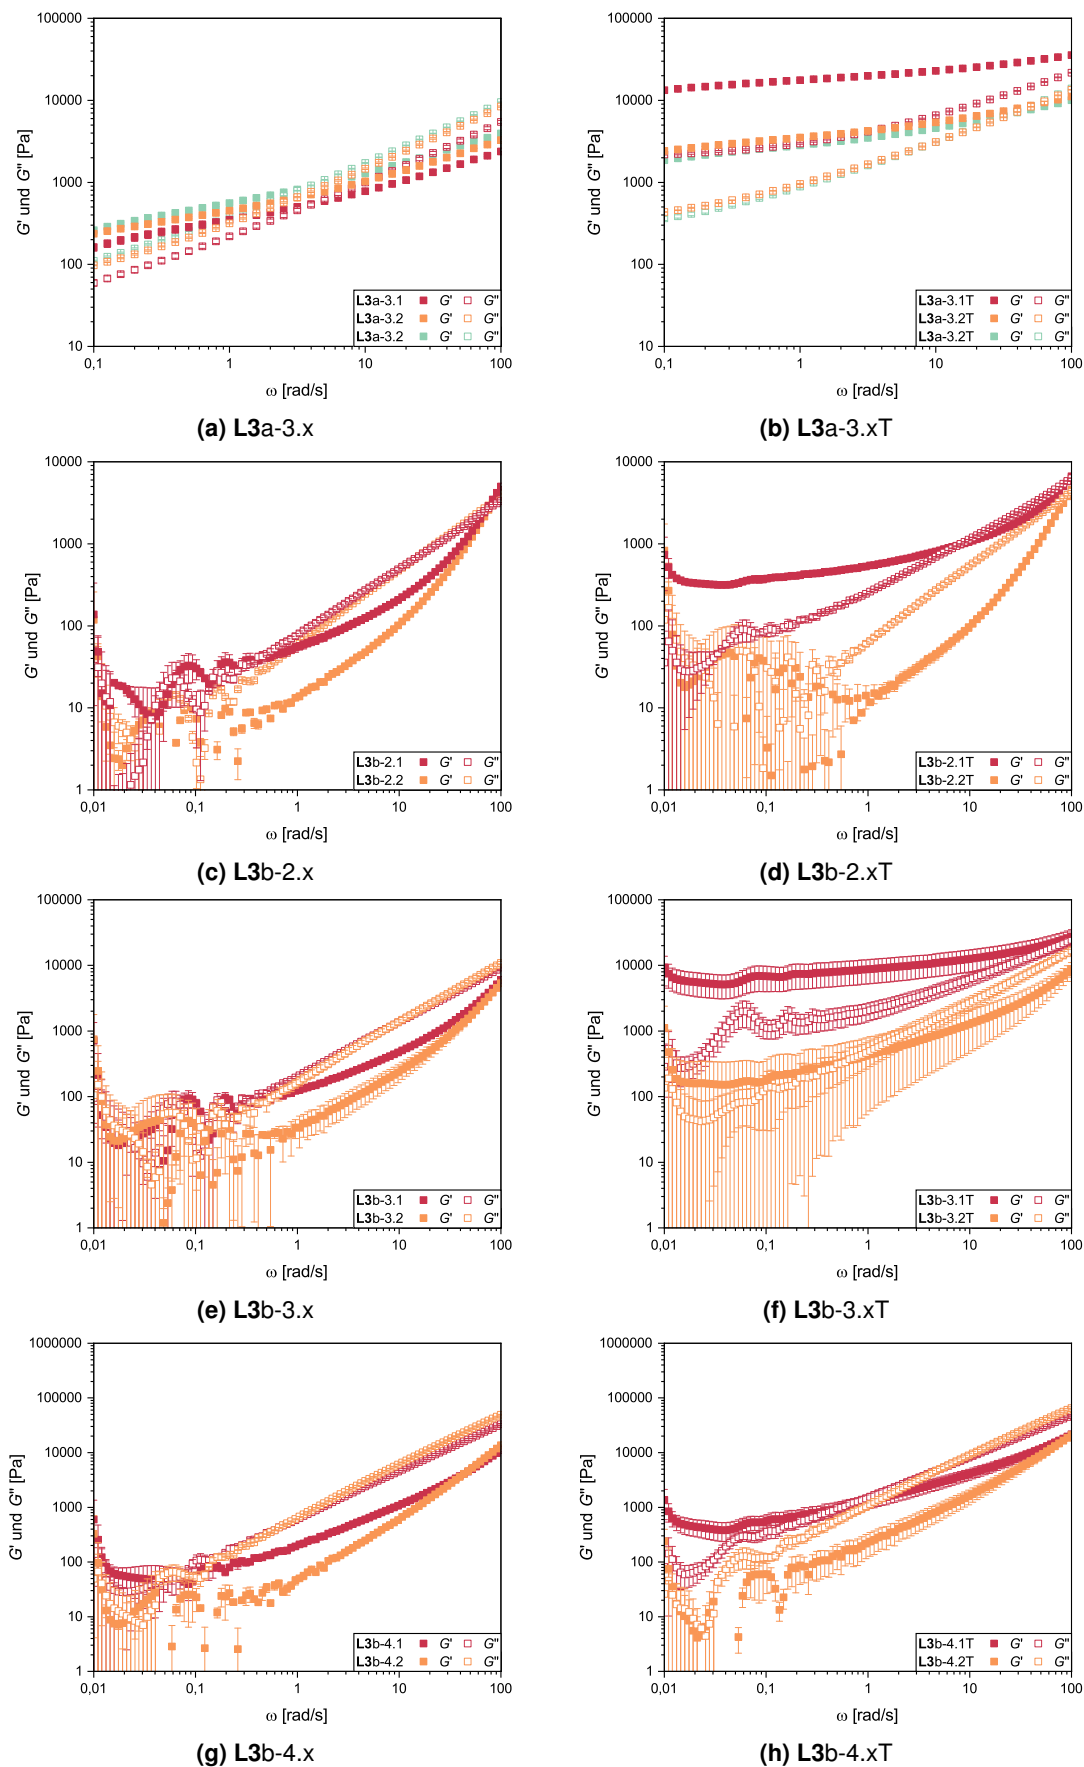 100000
10000
1000
100
10
G' und G" [Pa]
0,1 1 10 100
ω [rad/s]
L3a-3.1 G' G"
L3a-3.2 G' G"
L3a-3.2 G' G"
(a) L3a-3.x
100000
10000
1000
100
10
G' und G" [Pa]
0,1 1 10 100
ω [rad/s]
L3a-3.1T G' G"
L3a-3.2T G' G"
L3a-3.2T G' G"
(b) L3a-3.xT
10000
1000
100
10
1
G' und G" [Pa]
0,01 0,1 1 10 100
ω [rad/s]
L3b-2.1 G' G"
L3b-2.2 G' G"
(c) L3b-2.x
10000
1000
100
10
1
G' und G" [Pa]
0,01 0,1 1 10 100
ω [rad/s]
L3b-2.1T G' G"
L3b-2.2T G' G"
(d) L3b-2.xT
100000
10000
1000
100
10
1
G' und G" [Pa]
0,01 0,1 1 10 100
ω [rad/s]
L3b-3.1 G' G"
L3b-3.2 G' G"
(e) L3b-3.x
100000
10000
1000
100
10
1
G' und G" [Pa]
0,01 0,1 1 10 100
ω [rad/s]
L3b-3.1T G' G"
L3b-3.2T G' G"
(f) L3b-3.xT
1000000
100000
10000
1000
100
10
1
G' und G" [Pa]
0,01 0,1 1 10 100
ω [rad/s]
L3b-4.1 G' G"
L3b-4.2 G' G"
(g) L3b-4.x
1000000
100000
10000
1000
100
10
1
G' und G" [Pa]
0,01 0,1 1 10 100
ω [rad/s]
L3b-4.1T G' G"
L3b-4.2T G' G"
(h) L3b-4.xT